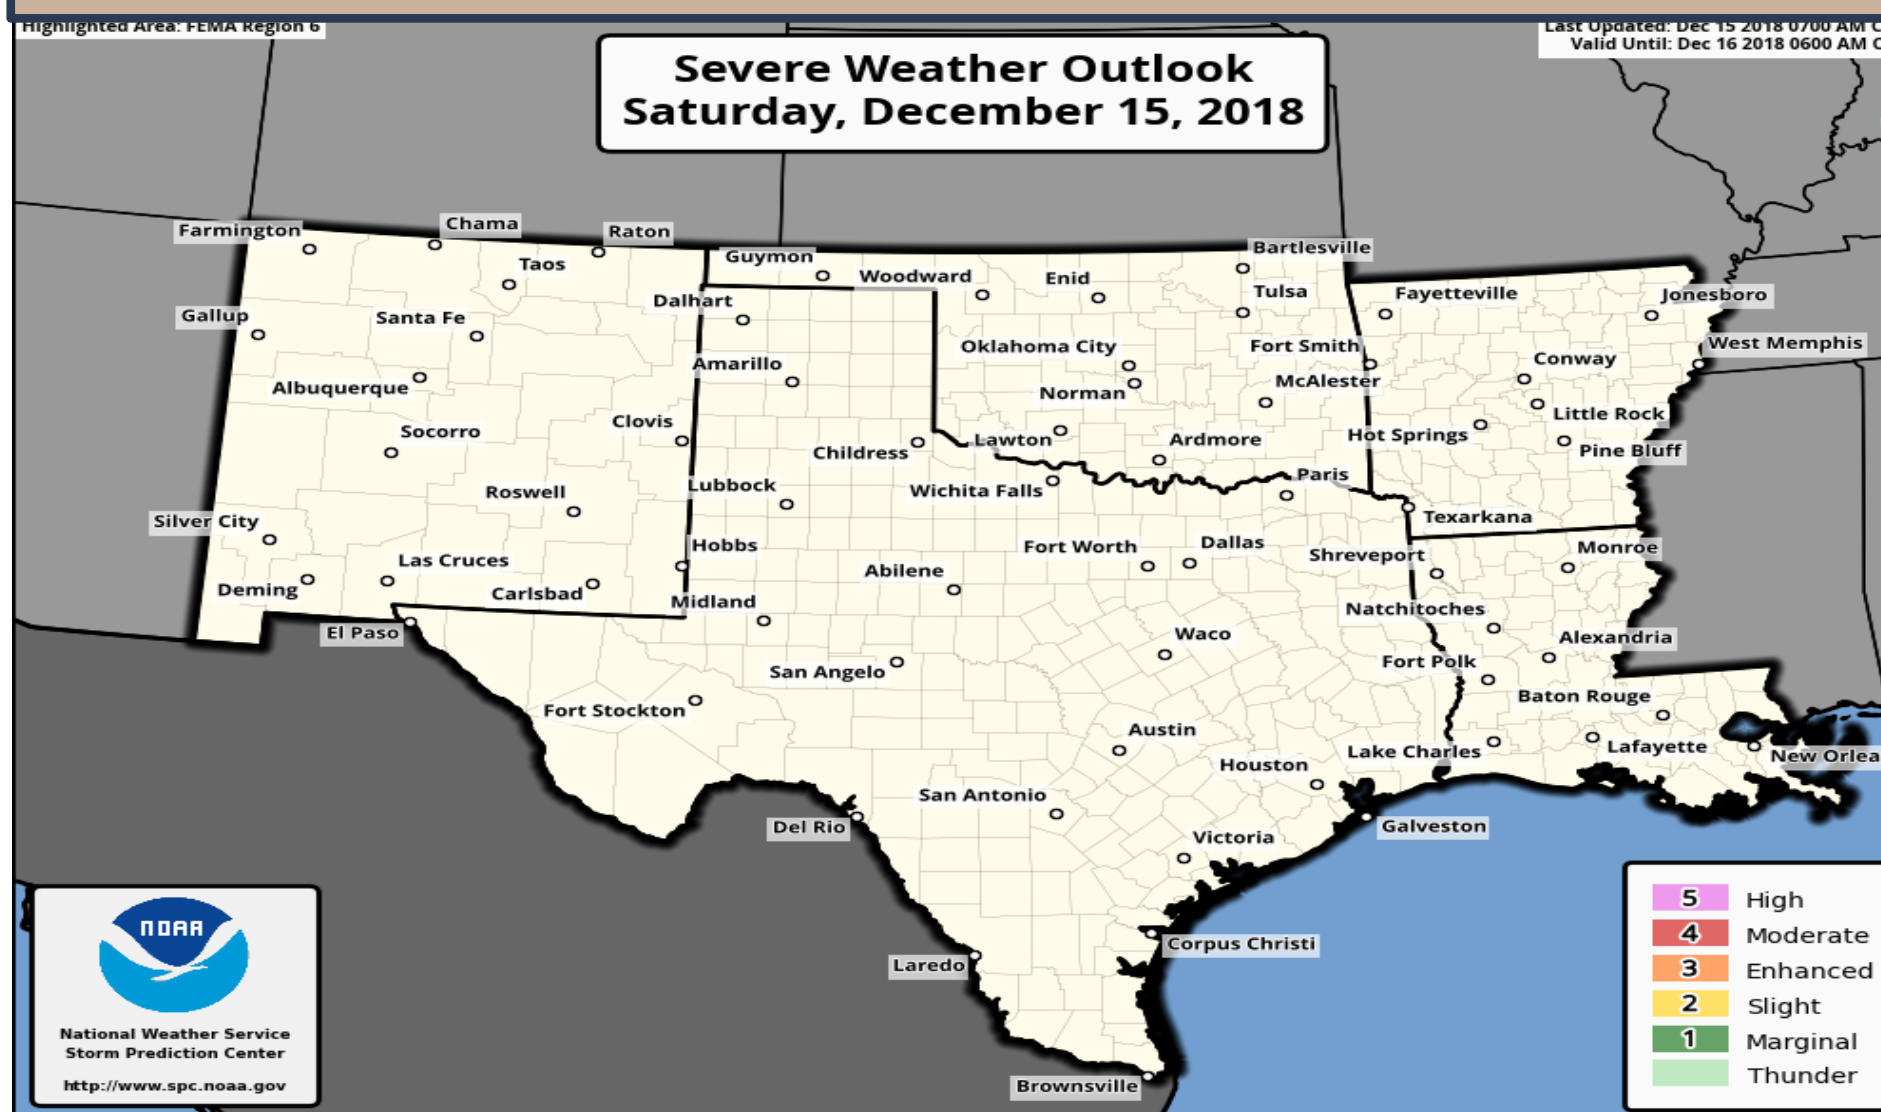 Highlighted Area: FEMA Region 6
Last Updated: Dec 15 2018 0700 AM C
Valid Until: Dec 16 2018 0600 AM C
Severe Weather Outlook
Saturday, December 15, 2018
Farmington
Chama
Raton
Taos
Guymon
Woodward
Enid
Bartlesville
Tulsa
Fayetteville
Jonesboro
Gallup
Santa Fe
Dalhart
Oklahoma City
Fort Smith
West Memphis
Conway
Albuquerque
Amarillo
Norman
McAlester
Little Rock
Socorro
Clovis
Childress
Lawton
Ardmore
Hot Springs
Pine Bluff
Roswell
Lubbock
Wichita Falls
Paris
Texarkana
Silver City
Hobbs
Fort Worth
Dallas
Shreveport
Monroe
Las Cruces
Deming
Carlsbad
Abilene
Midland
Natchitoches
El Paso
Waco
Alexandria
San Angelo
Fort Polk
Fort Stockton
Baton Rouge
Austin
Lake Charles
Lafayette
New Orlea
Houston
San Antonio
Del Rio
Victoria
Galveston
Corpus Christi
Laredo
Brownsville
NOAA
National Weather Service
Storm Prediction Center
http://www.spc.noaa.gov
5 High
4 Moderate
3 Enhanced
2 Slight
1 Marginal
Thunder